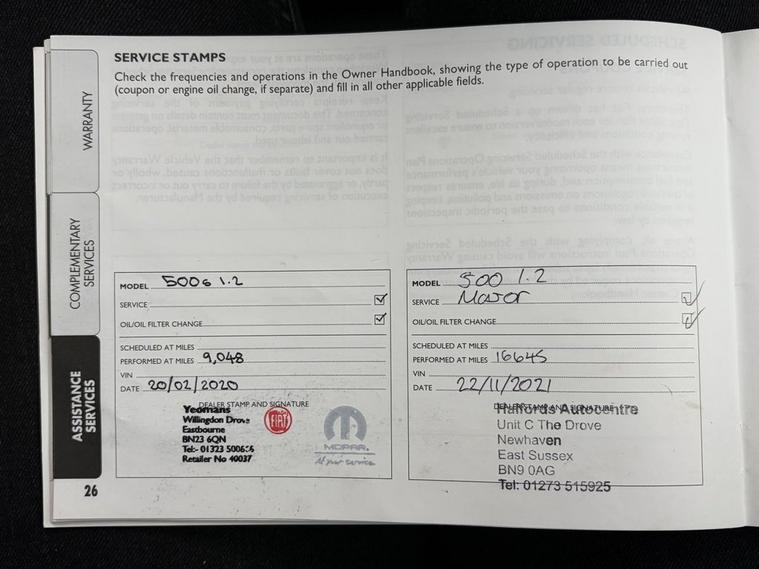 SERVICE STAMPS
Check the frequencies and operations in the Owner Handbook, showing the type of operation to be carried out
(coupon or engine oil change, if separate) and fill in all other applicable fields.
WARRANTY
COMPLEMENTARY
SERVICES
ASSISTANCE
SERVICES
MODEL 500G 1.2
SERVICE
OIL/OIL FILTER CHANGE
SCHEDULED AT MILES
PERFORMED AT MILES 9,048
VIN
DATE 20/02/2020
DEALER STAMP AND SIGNATURE
Yeomans
Willingdon Drove
Eastbourne
BN23 6QN
Tel:- 01323
Retailer No 40037
FIAT
MOPAR
At your service
MODEL 500 1.2
SERVICE Major
OIL/OIL FILTER CHANGE
SCHEDULED AT MILES
PERFORMED AT MILES 16645
VIN
DATE 22/11/2021
Halfords Autocentre
Unit C The Drove
Newhaven
East Sussex
BN9 0AG
Tel: 01273 515925
26